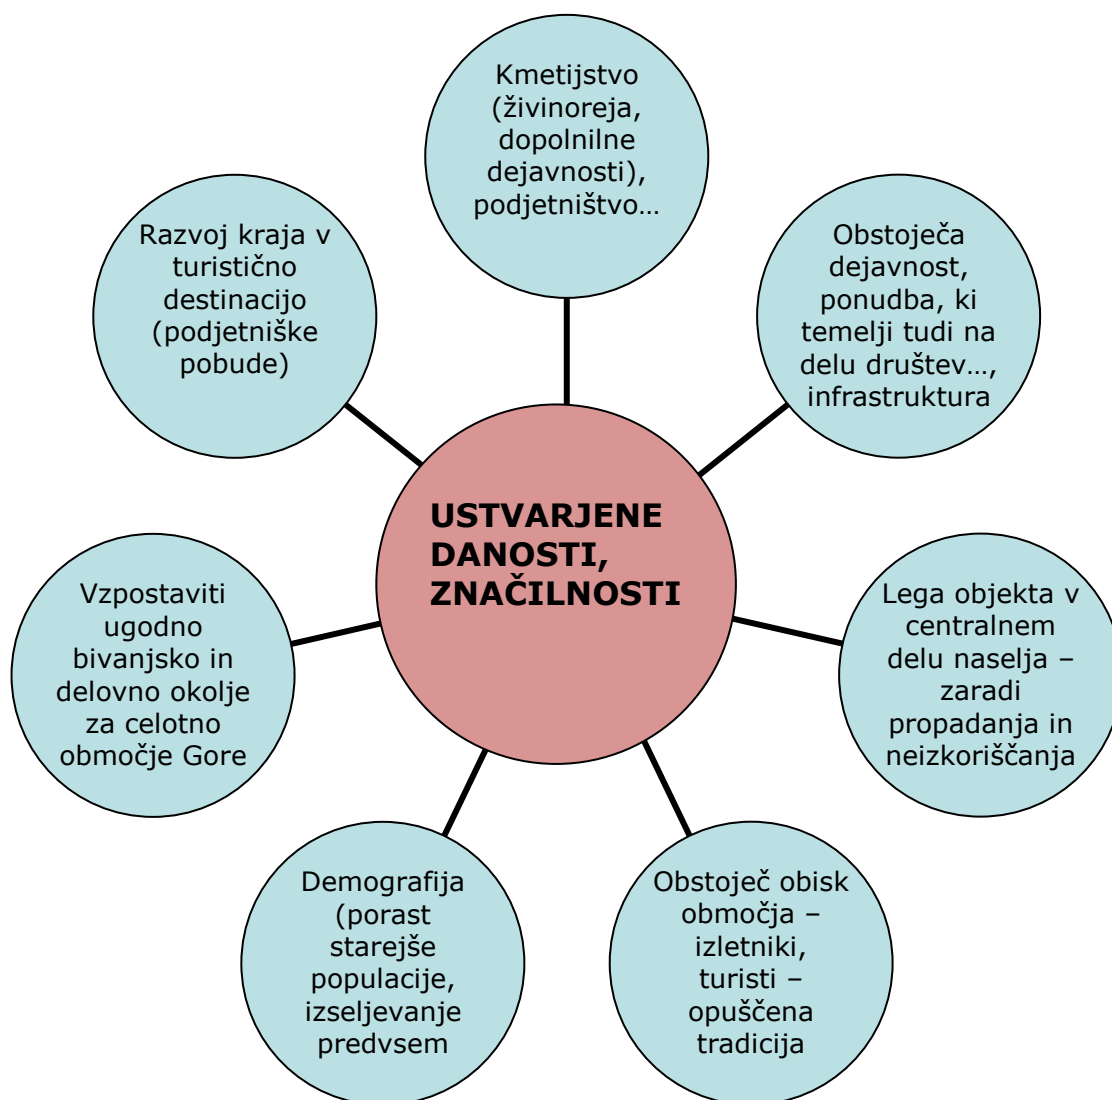 Kmetijstvo
(živinoreja,
dopolnilne
dejavnosti),
podjetništvo…
Razvoj kraja v
turistično
destinacijo
(podjetniške
pobude)
Obstoječa
dejavnost,
ponudba, ki
temelji tudi na
delu društev…,
infrastruktura
USTVARJENE
DANOSTI,
ZNAČILNOSTI
Vzpostaviti
ugodno
bivanjsko in
delovno okolje
za celotno
območje Gore
Lega objekta v
centralnem
delu naselja –
zaradi
propadanja in
neizkoriščanja
Demografija
(porast
starejše
populacije,
izseljevanje
predvsem
Obstoječ obisk
območja –
izletniki,
turisti –
opuščena
tradicija